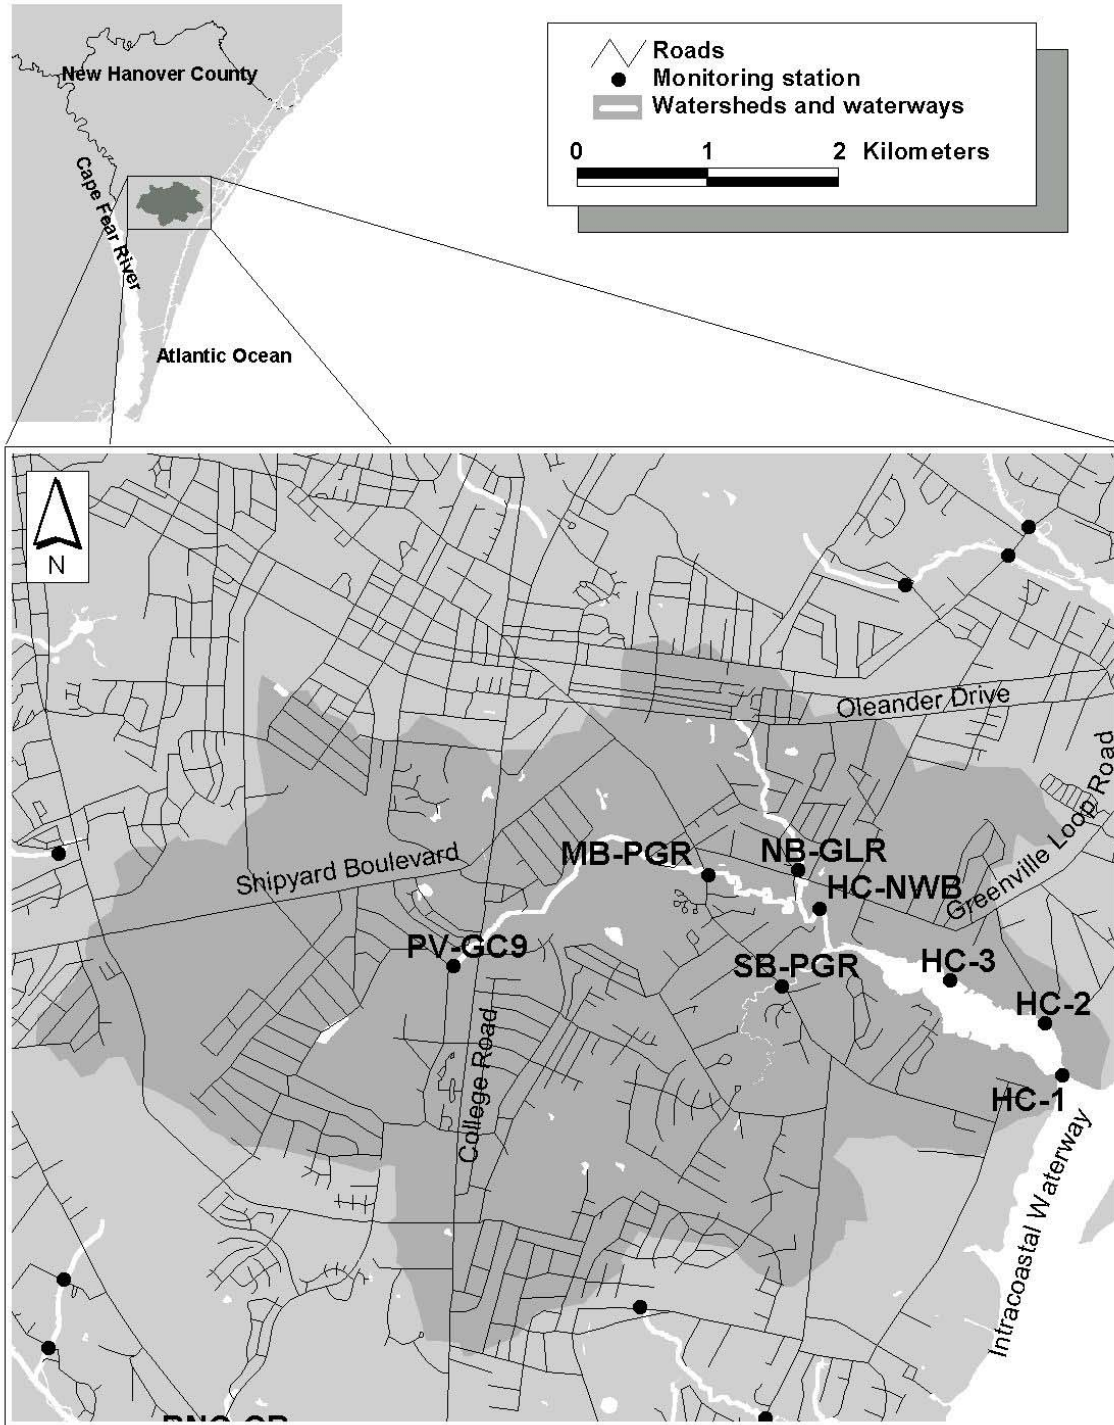 New Hanover County
Cape Fear River
Atlantic Ocean
Roads
Monitoring station
Watersheds and waterways
0 1 2 Kilometers
N
Oleander Drive
Greenville Loop Road
Shipyard Boulevard
MB-PGR
NB-GLR
HC-NWB
PV-GC9
SB-PGR
HC-3
HC-2
HC-1
College Road
Intracoastal Waterway